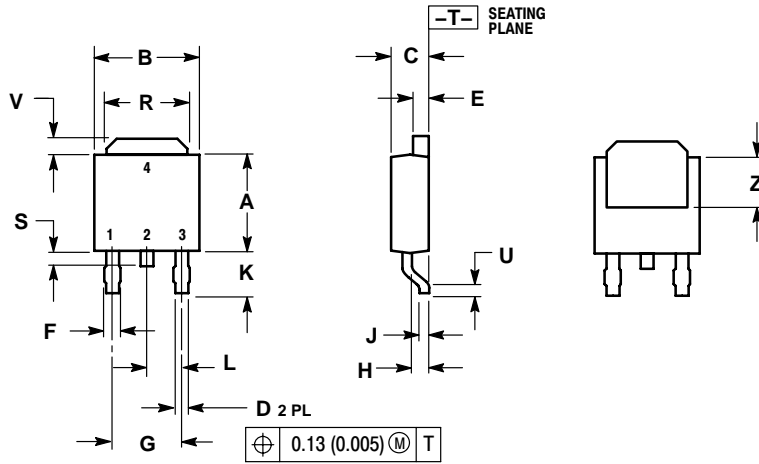 –T– SEATING
PLANE
B
C
V
R
E
4
A
Z
S
1 2 3
K
U
F
J
L
H
D 2 PL
G
⌖ 0.13 (0.005) Ⓜ T